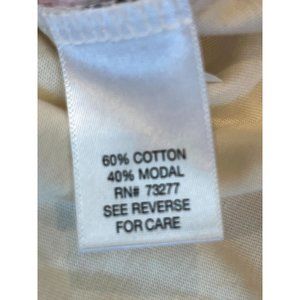 60% COTTON
40% MODAL
RN# 73277
SEE REVERSE
FOR CARE